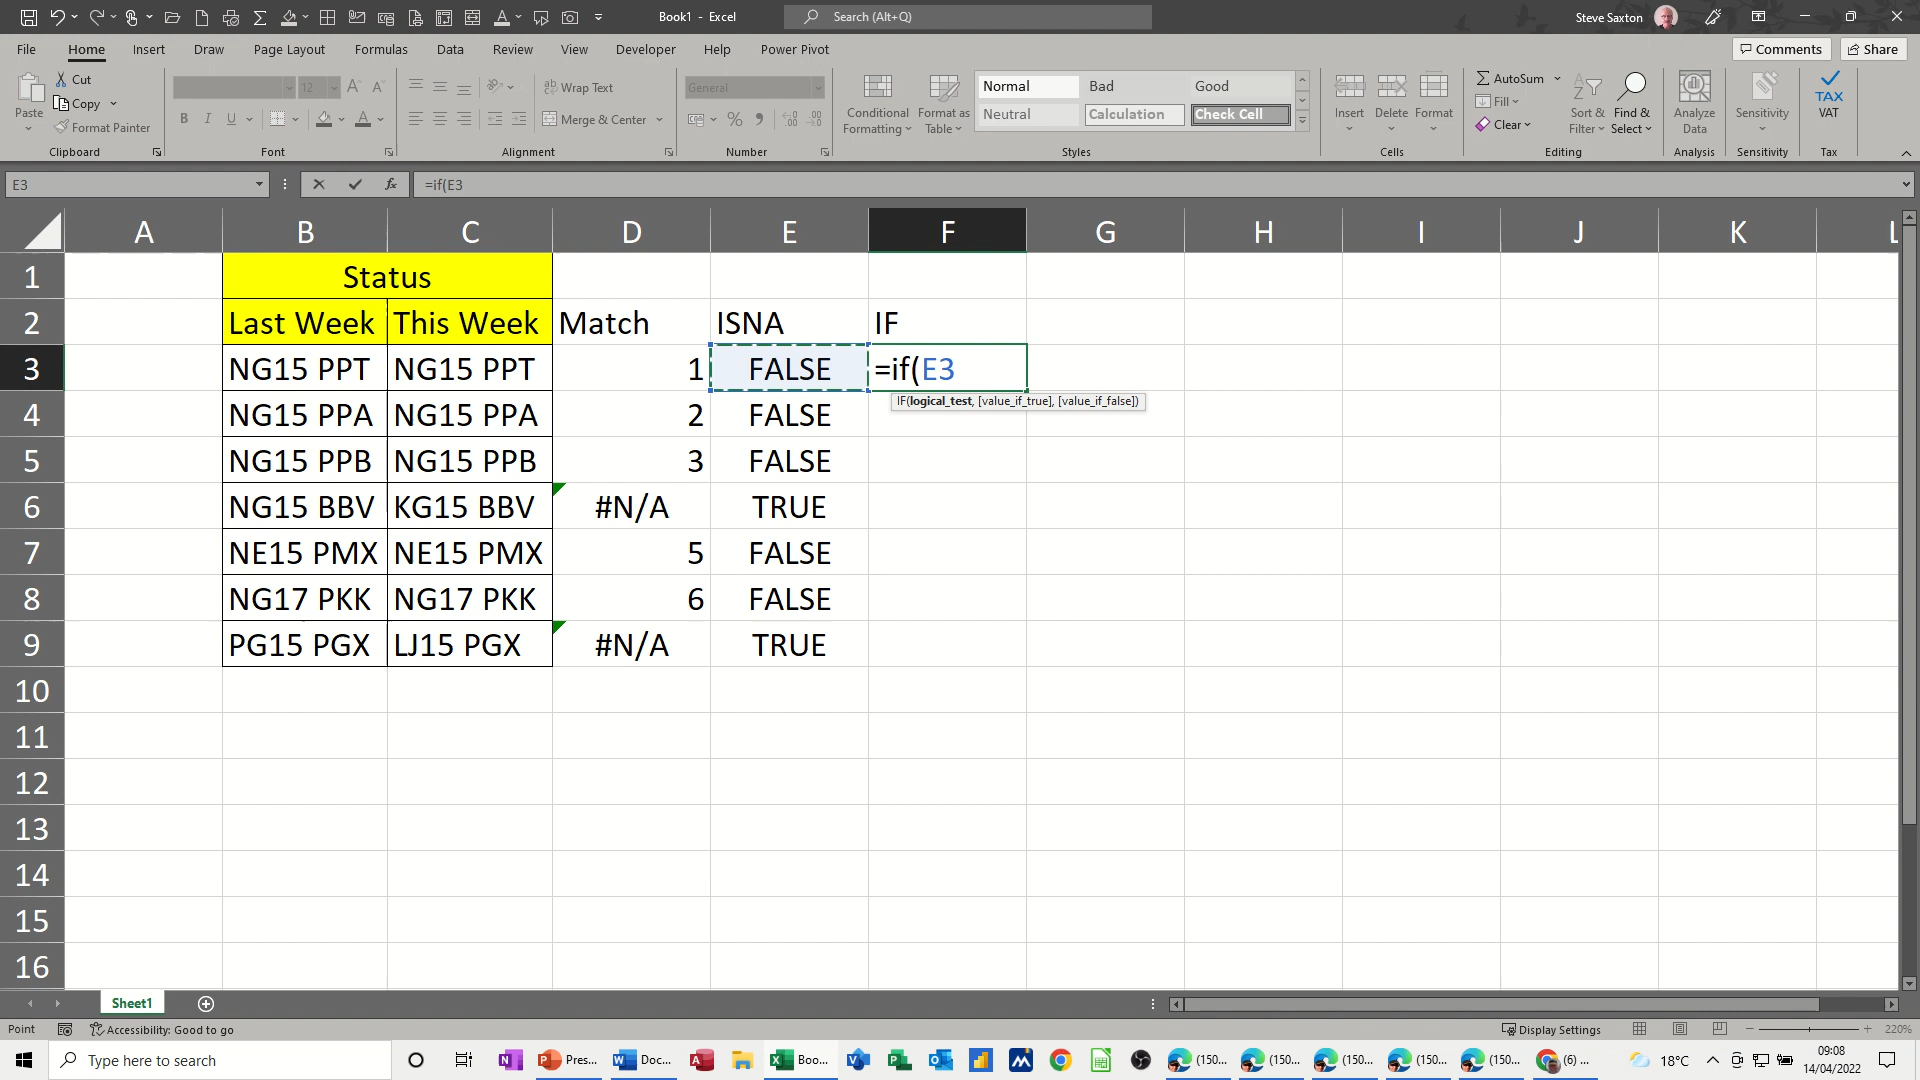 Book1 - Excel
Search (Alt+Q)
Steve Saxton
File Home Insert Draw Page Layout Formulas Data Review View Developer Help Power Pivot
Comments Share
Paste
Cut
Copy
Format Painter
Clipboard
12
Font
Wrap Text
Merge & Center
Alignment
General
Number
Conditional Formatting
Format as Table
Normal Bad Good
Neutral Calculation Check Cell
Styles
Insert Delete Format
Cells
AutoSum
Fill
Clear
Sort & Filter
Find & Select
Editing
Analyze Data
Analysis
Sensitivity
Sensitivity
TAX
VAT
Tax
E3
fx
=if(E3
A B C D E F G H I J K L
1 Status
2 Last Week This Week Match ISNA IF
3 NG15 PPT NG15 PPT 1 FALSE =if(E3
IF(logical_test, [value_if_true], [value_if_false])
4 NG15 PPA NG15 PPA 2 FALSE
5 NG15 PPB NG15 PPB 3 FALSE
6 NG15 BBV KG15 BBV #N/A TRUE
7 NE15 PMX NE15 PMX 5 FALSE
8 NG17 PKK NG17 PKK 6 FALSE
9 PG15 PGX LJ15 PGX #N/A TRUE
10
11
12
13
14
15
16
Sheet1
Point
Accessibility: Good to go
Display Settings
220%
Type here to search
Pres...
Doc...
Boo...
(150...
(150...
(150...
(150...
(150...
(6) ...
18°C
09:08
14/04/2022